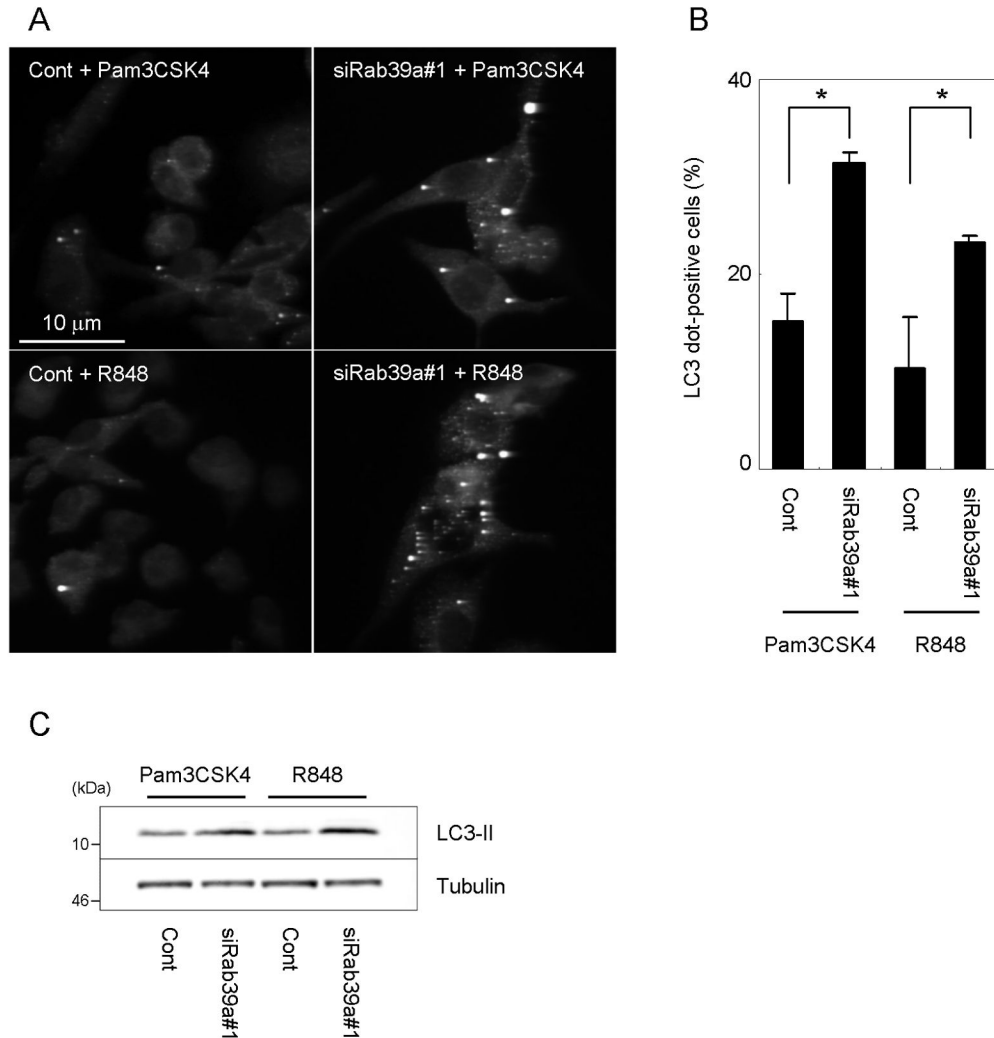 A
Cont + Pam3CSK4
siRab39a#1 + Pam3CSK4
10 μm
Cont + R848
siRab39a#1 + R848
B
LC3 dot-positive cells (%)
40
20
0
*
*
Cont
siRab39a#1
Cont
siRab39a#1
Pam3CSK4
R848
C
(kDa)
Pam3CSK4
R848
10
LC3-II
46
Tubulin
Cont
siRab39a#1
Cont
siRab39a#1